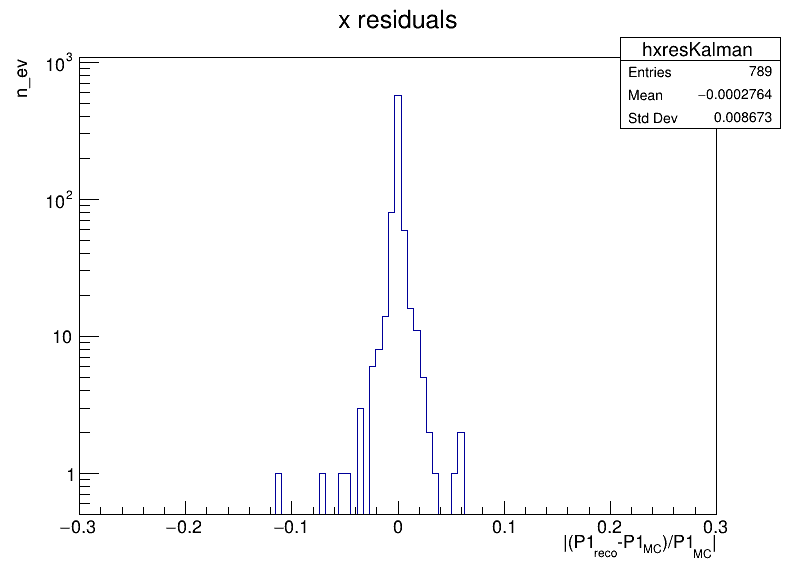 x residuals
hxresKalman
Entries 789
Mean −0.0002764
Std Dev 0.008673
n_ev
10³
10²
10
1
−0.3 −0.2 −0.1 0 0.1 0.2 0.3
|(P1reco-P1MC)/P1MC|